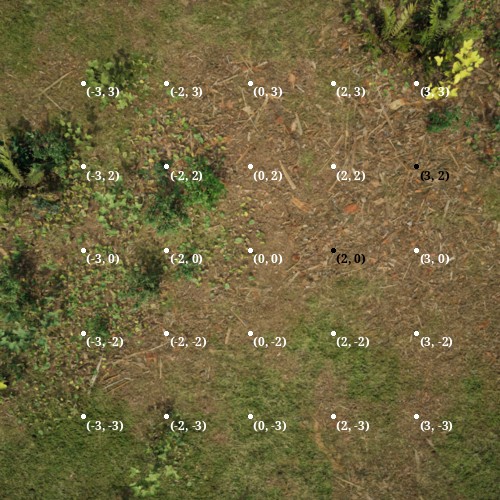 (-3, 3) (-2, 3) (0, 3) (2, 3) (3, 3)
(-3, 2) (-2, 2) (0, 2) (2, 2) (3, 2)
(-3, 0) (-2, 0) (0, 0) (2, 0) (3, 0)
(-3, -2) (-2, -2) (0, -2) (2, -2) (3, -2)
(-3, -3) (-2, -3) (0, -3) (2, -3) (3, -3)